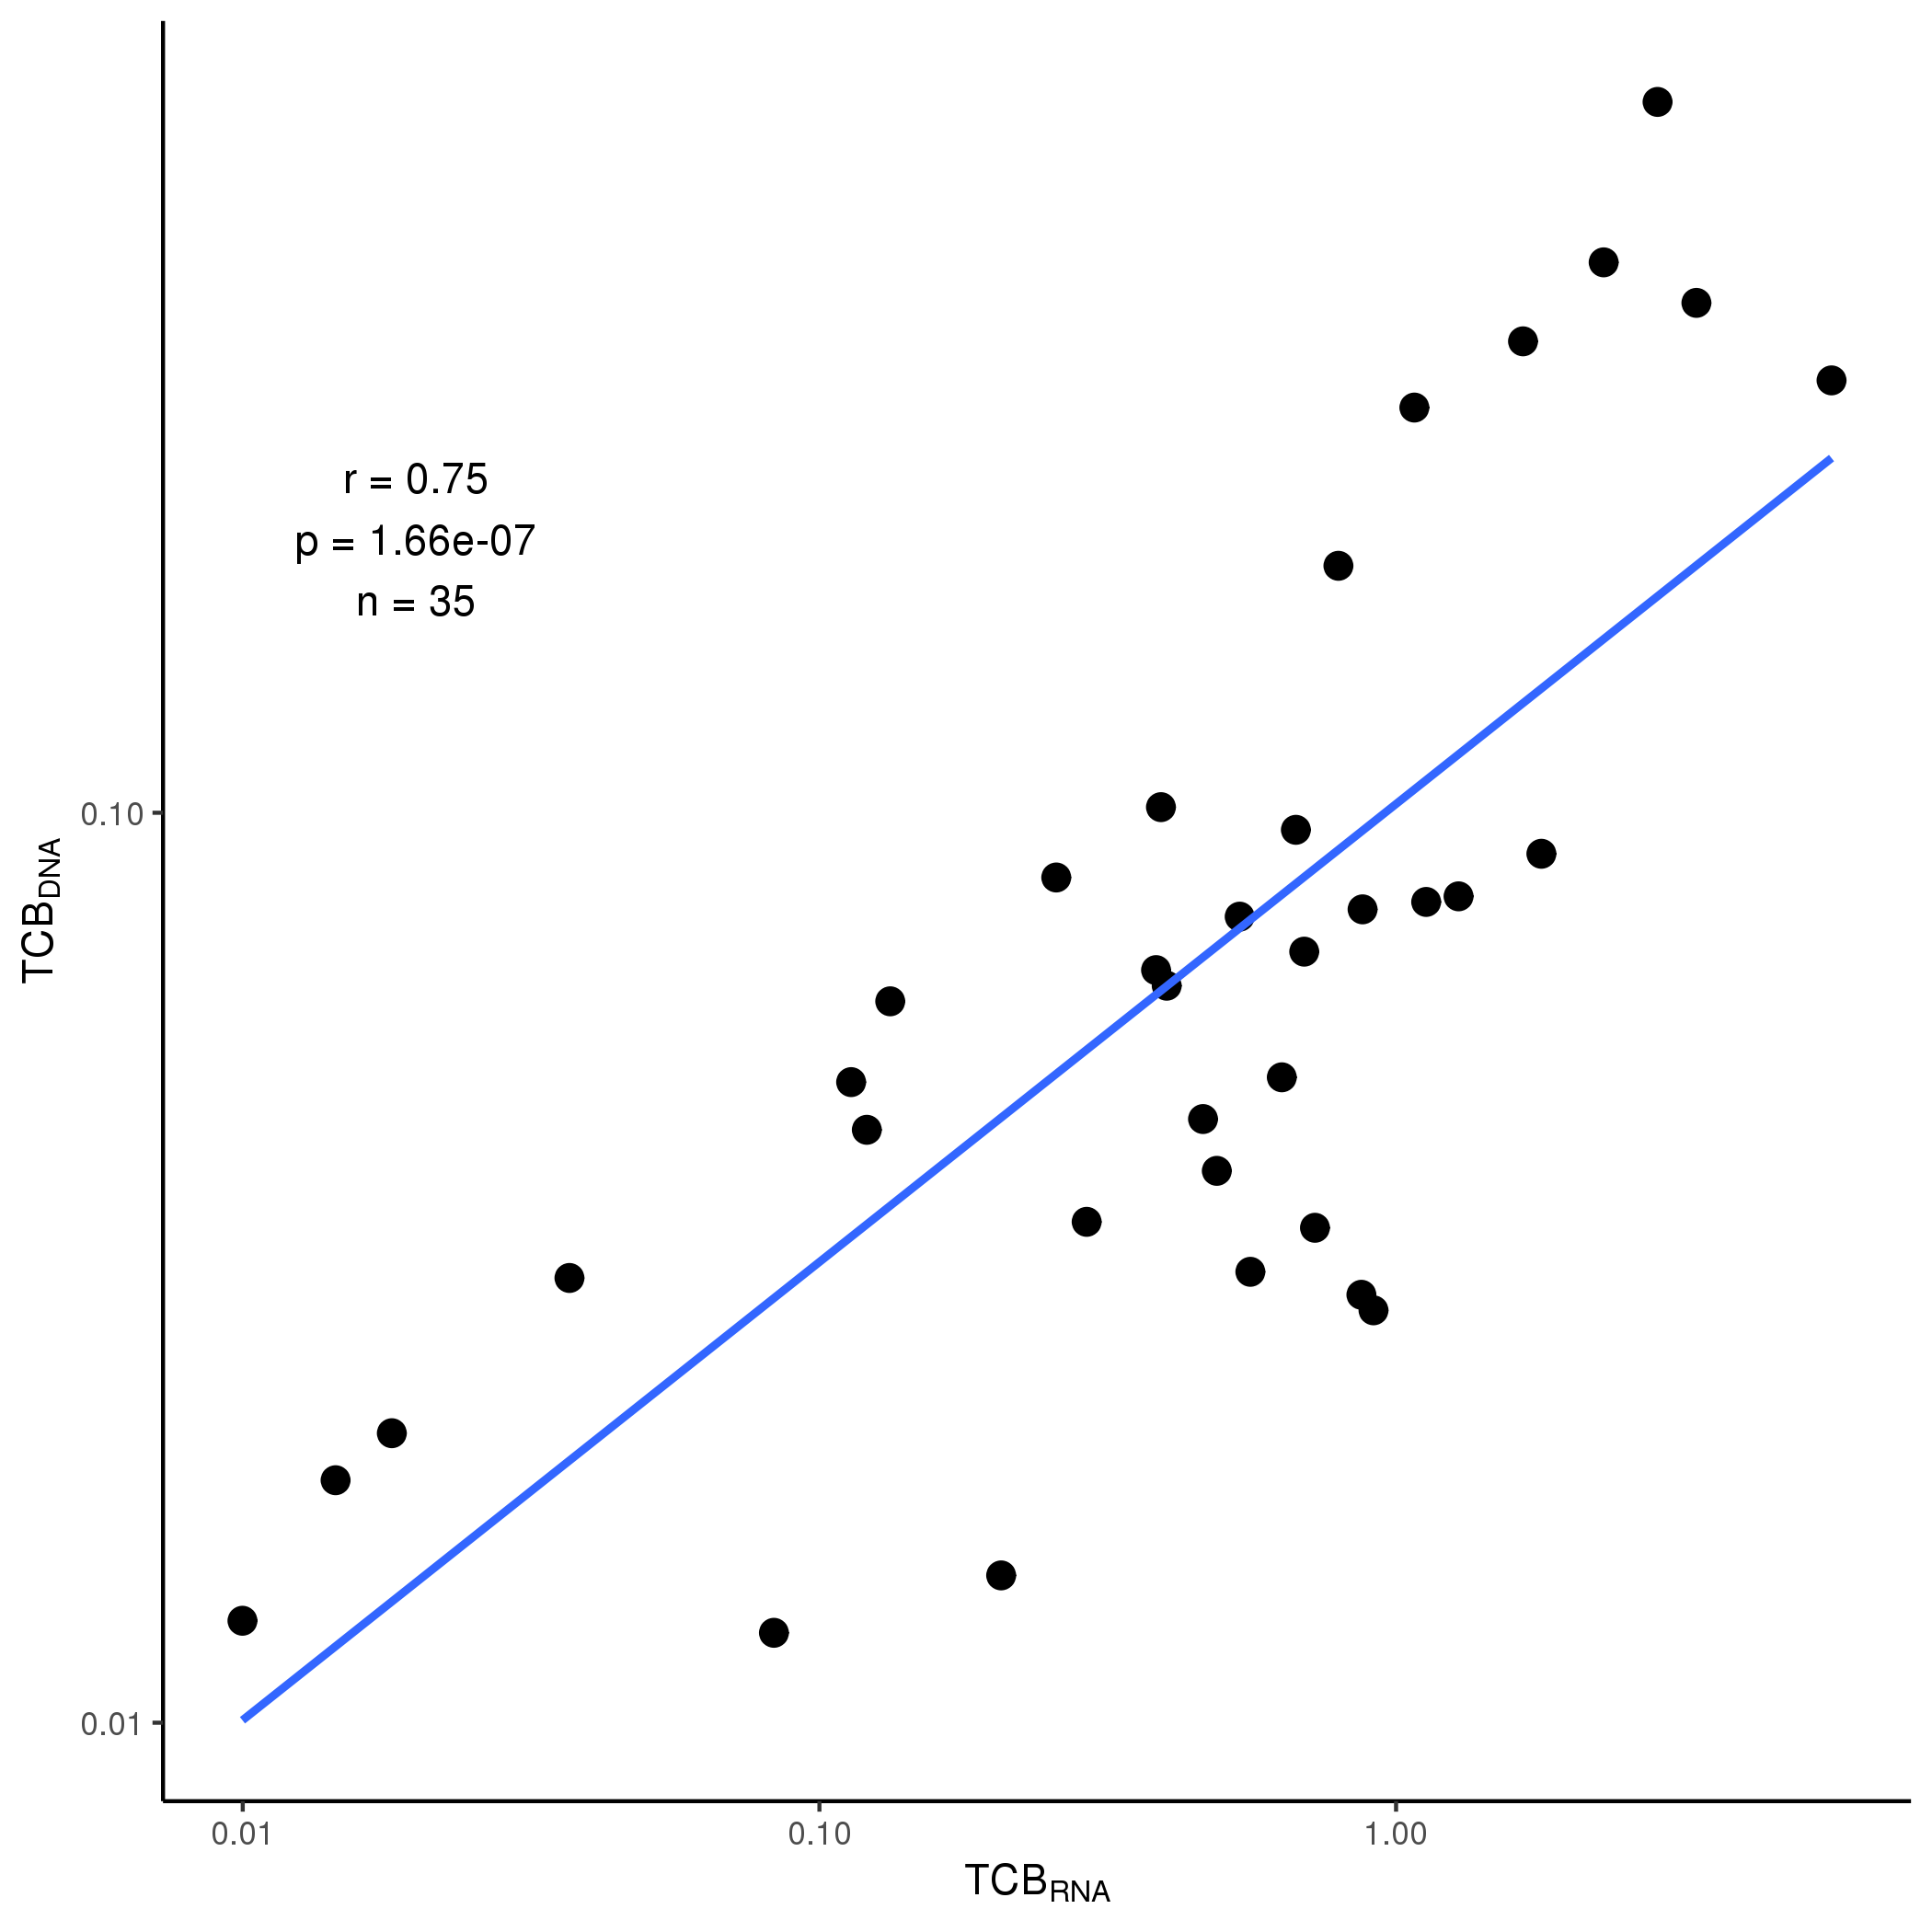 r = 0.75
p = 1.66e-07
n = 35
0.10
0.01
TCBDNA
0.01 0.10 1.00
TCBRNA